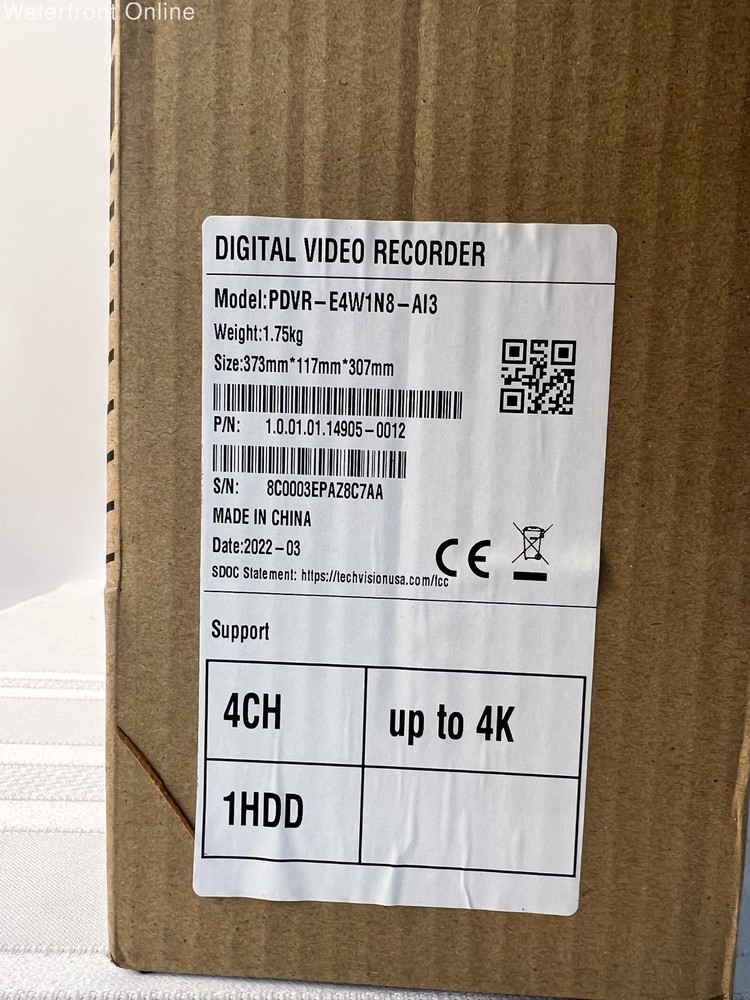 Waterfront Online
DIGITAL VIDEO RECORDER
Model:PDVR-E4W1N8-AI3
Weight:1.75kg
Size:373mm*117mm*307mm
P/N: 1.0.01.01.14905-0012
S/N: 8C0003EPAZ8C7AA
MADE IN CHINA
Date:2022-03
CE
SDOC Statement: https://techvisionusa.com/fcc
Support
4CH
up to 4K
1HDD